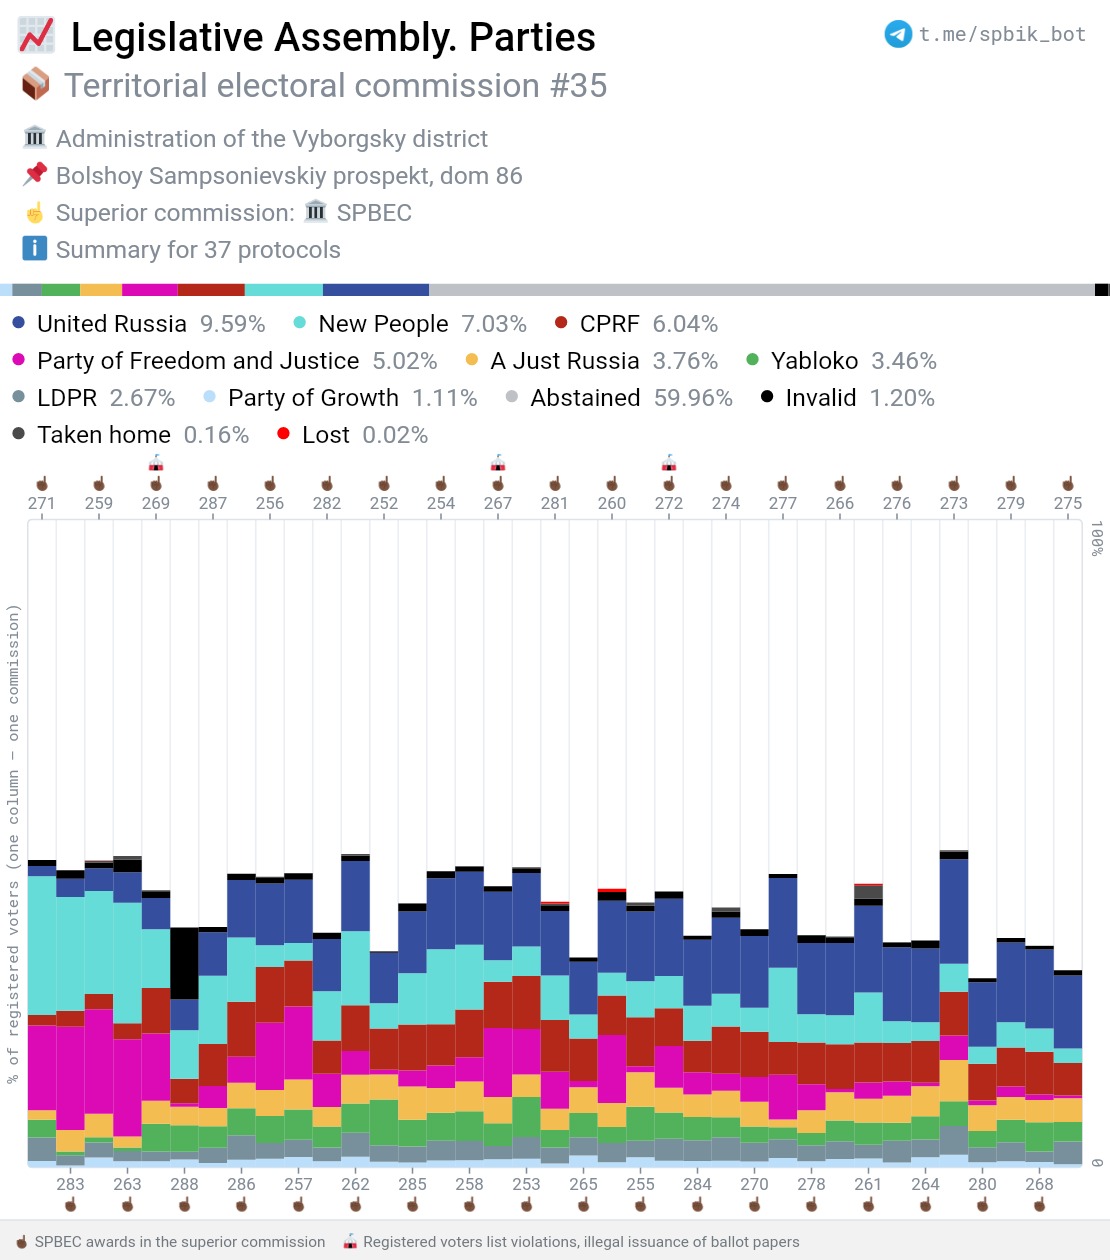 Legislative Assembly. Parties
t.me/spbik_bot
Territorial electoral commission #35
Administration of the Vyborgsky district
Bolshoy Sampsonievskiy prospekt, dom 86
Superior commission: SPBEC
Summary for 37 protocols
United Russia 9.59% New People 7.03% CPRF 6.04%
Party of Freedom and Justice 5.02% A Just Russia 3.76% Yabloko 3.46%
LDPR 2.67% Party of Growth 1.11% Abstained 59.96% Invalid 1.20%
Taken home 0.16% Lost 0.02%
271 259 269 287 256 282 252 254 267 281 260 272 274 277 266 276 273 279 275
100%
% of registered voters (one column – one commission)
0
283 263 288 286 257 262 285 258 253 265 255 284 270 278 261 264 280 268
SPBEC awards in the superior commission Registered voters list violations, illegal issuance of ballot papers